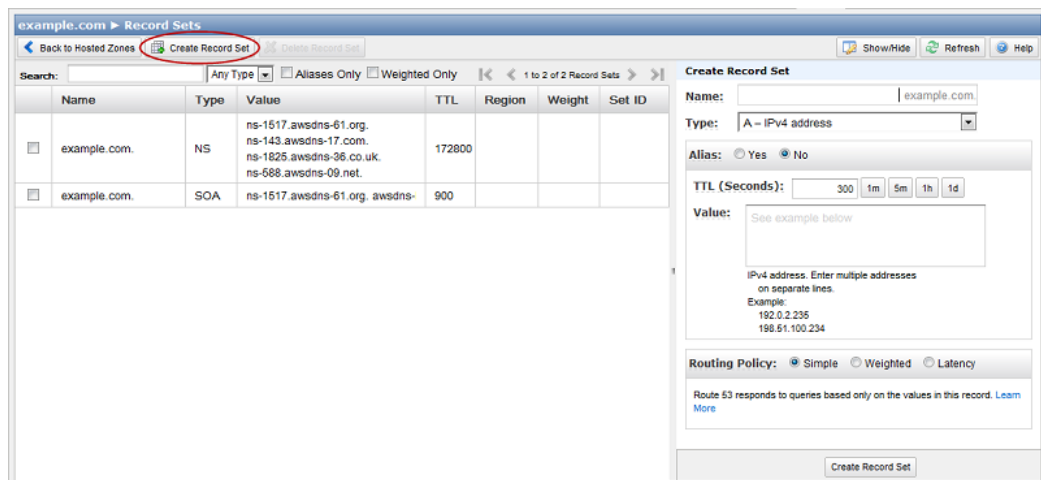 example.com ► Record Sets
Back to Hosted Zones Create Record Set Delete Record Set Show/Hide Refresh Help
Search: Any Type Aliases Only Weighted Only 1 to 2 of 2 Record Sets
Name Type Value TTL Region Weight Set ID
example.com. NS ns-1517.awsdns-61.org. 172800
ns-143.awsdns-17.com.
ns-1825.awsdns-36.co.uk.
ns-688.awsdns-09.net.
example.com. SOA ns-1517.awsdns-61.org. awsdns- 900
Create Record Set
Name: example.com.
Type: A – IPv4 address
Alias: Yes No
TTL (Seconds): 300 1m 5m 1h 1d
Value: See example below
IPv4 address. Enter multiple addresses
on separate lines.
Example:
192.0.2.235
198.51.100.234
Routing Policy: Simple Weighted Latency
Route 53 responds to queries based only on the values in this record. Learn
More
Create Record Set